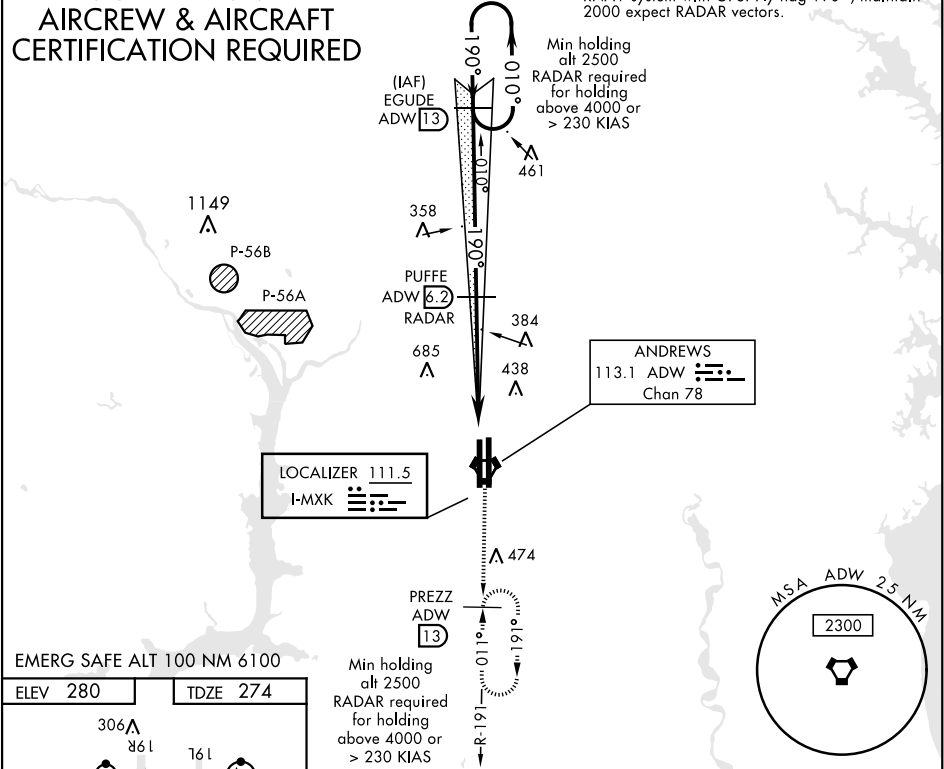 AIRCREW & AIRCRAFT
CERTIFICATION REQUIRED
2000 expect RADAR vectors.
190°
010°
Min holding
alt 2500
RADAR required
for holding
above 4000 or
> 230 KIAS
(IAF)
EGUDE
ADW 13
461
010°
1149
358
190°
P-56B
P-56A
PUFFE
ADW 6.2
RADAR
384
685
438
ANDREWS
113.1 ADW
Chan 78
LOCALIZER 111.5
I-MXK
474
PREZZ
ADW
13
011°
191°
R-191
Min holding
alt 2500
RADAR required
for holding
above 4000 or
> 230 KIAS
MSA ADW 25 NM
2300
EMERG SAFE ALT 100 NM 6100
ELEV 280
TDZE 274
306
19R
19L